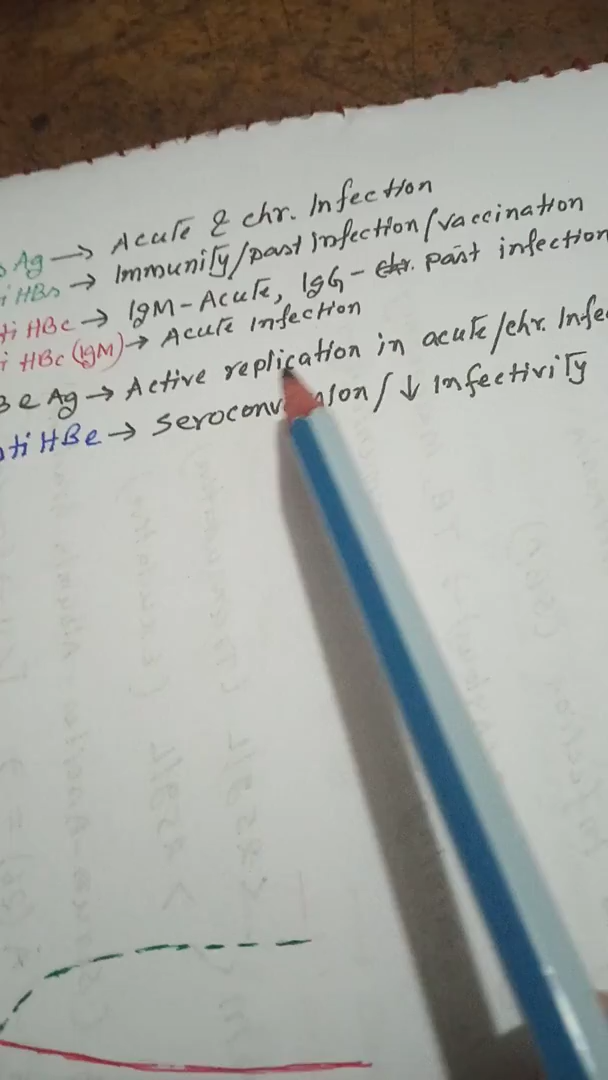 Ag → Acute & chr. Infection
HBs → Immunity/past Infection/vaccination
HBc → IgM - Acute, IgG - past infection
HBc (IgM) → Acute Infection
Ag → Active replication in acute/chr. Infe
ti HBe → Seroconv sion/ ↓ Infectivity